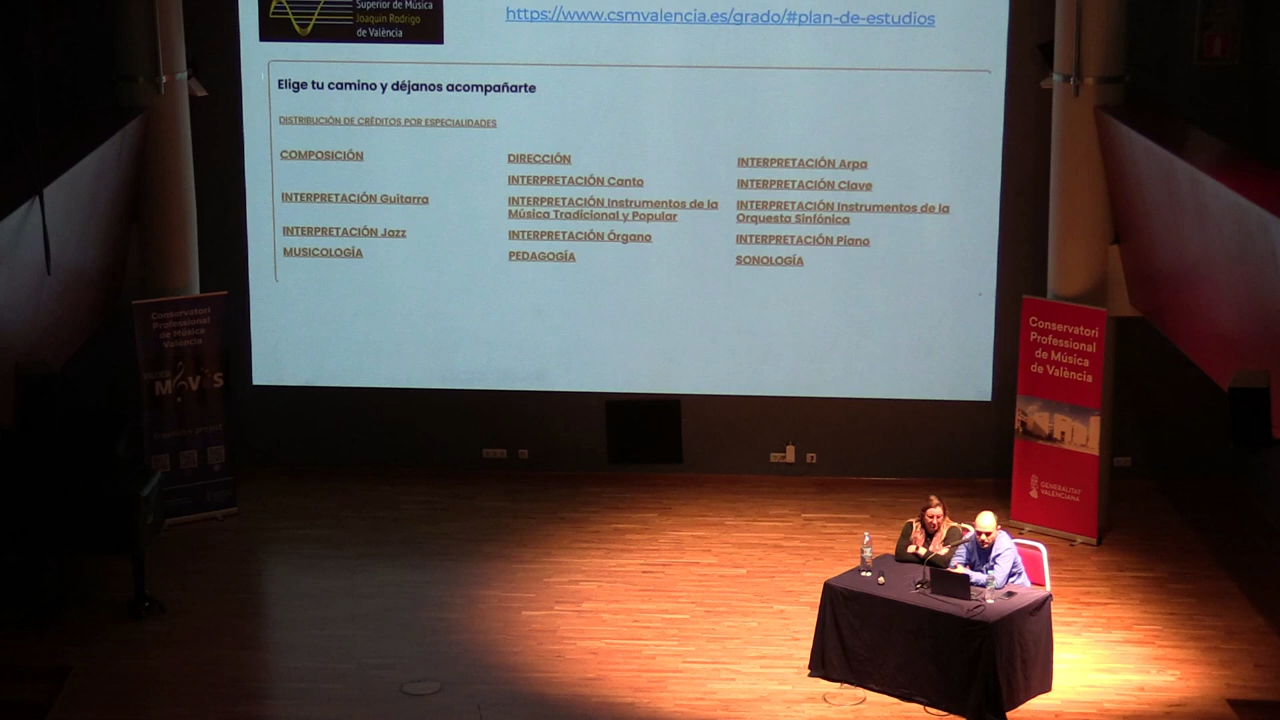 Superior de Música
Joaquín Rodrigo
de València
https://www.csmvalencia.es/grado/#plan-de-estudios
Elige tu camino y déjanos acompañarte
DISTRIBUCIÓN DE CRÉDITOS POR ESPECIALIDADES
COMPOSICIÓN
DIRECCIÓN
INTERPRETACIÓN Arpa
INTERPRETACIÓN Canto
INTERPRETACIÓN Clave
INTERPRETACIÓN Guitarra
INTERPRETACIÓN Instrumentos de la
Música Tradicional y Popular
INTERPRETACIÓN Instrumentos de la
Orquesta Sinfónica
INTERPRETACIÓN Jazz
INTERPRETACIÓN Órgano
INTERPRETACIÓN Piano
MUSICOLOGÍA
PEDAGOGÍA
SONOLOGÍA
Conservatori
Professional
de Música
València
Conservatori
Professional
de Música
de València
GENERALITAT
VALENCIANA